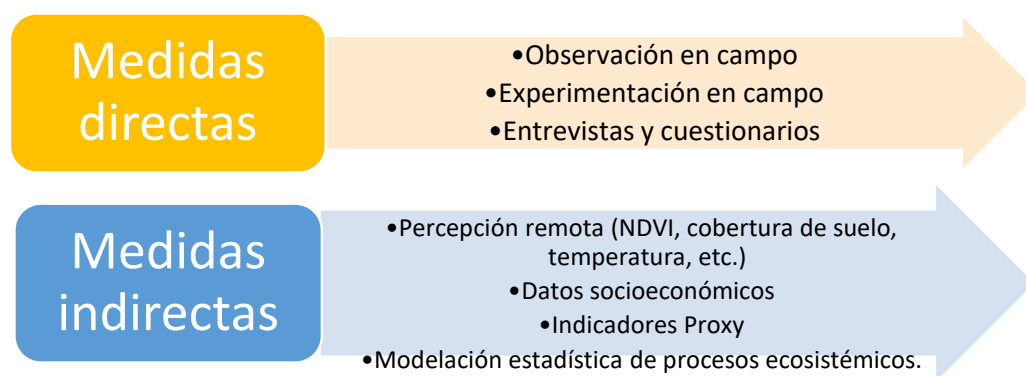 Medidas
directas
•Observación en campo
•Experimentación en campo
•Entrevistas y cuestionarios
Medidas
indirectas
•Percepción remota (NDVI, cobertura de suelo,
temperatura, etc.)
•Datos socioeconómicos
•Indicadores Proxy
•Modelación estadística de procesos ecosistémicos.